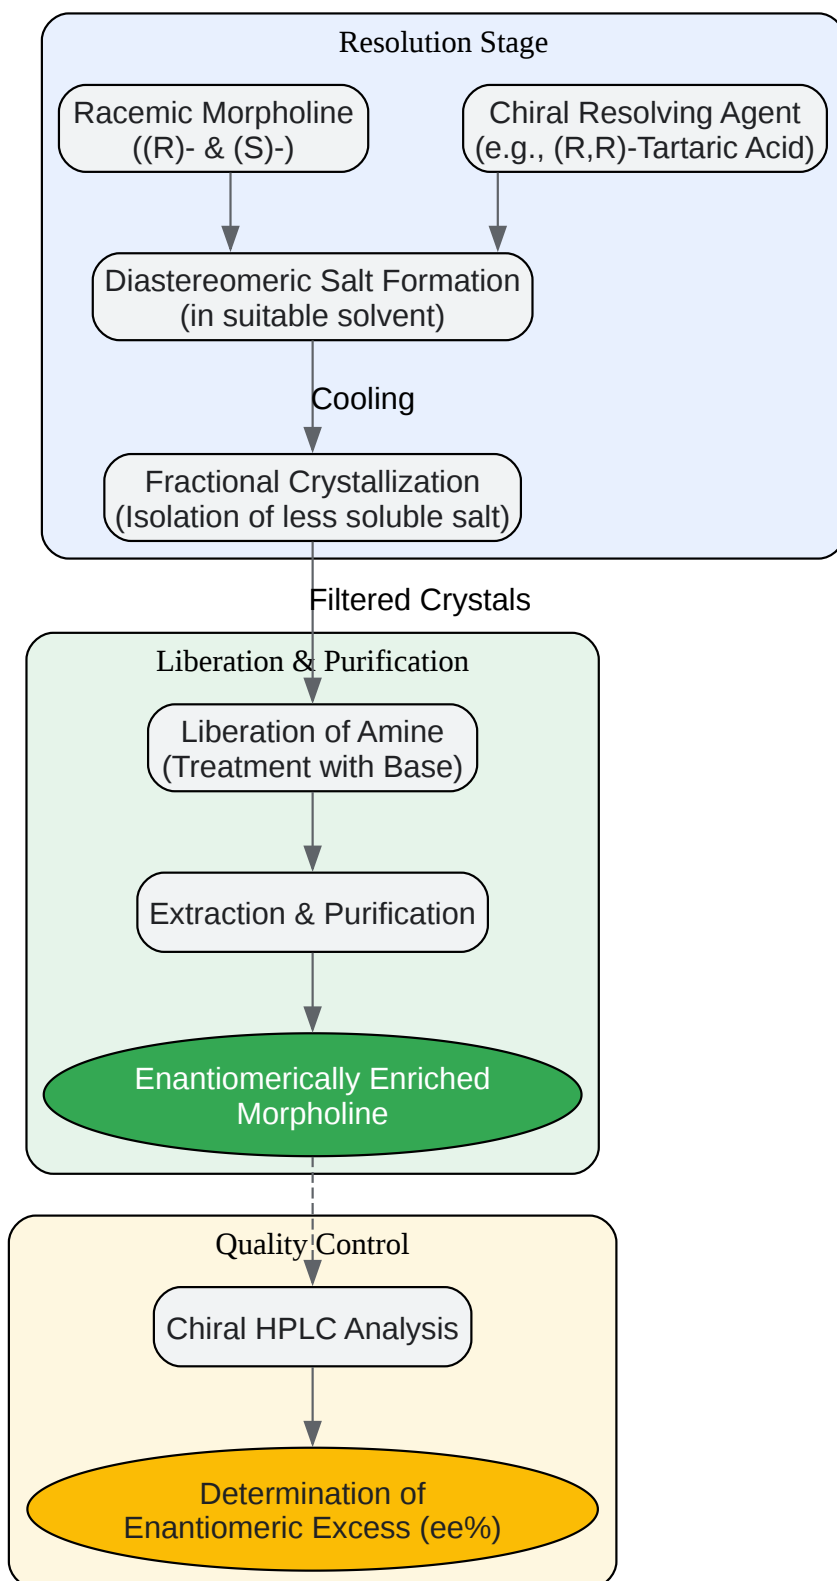 Resolution Stage
Racemic Morpholine
((R)- & (S)-)
Chiral Resolving Agent
(e.g., (R,R)-Tartaric Acid)
Diastereomeric Salt Formation
(in suitable solvent)
Cooling
Fractional Crystallization
(Isolation of less soluble salt)
Filtered Crystals
Liberation & Purification
Liberation of Amine
(Treatment with Base)
Extraction & Purification
Enantiomerically Enriched
Morpholine
Quality Control
Chiral HPLC Analysis
Determination of
Enantiomeric Excess (ee%)